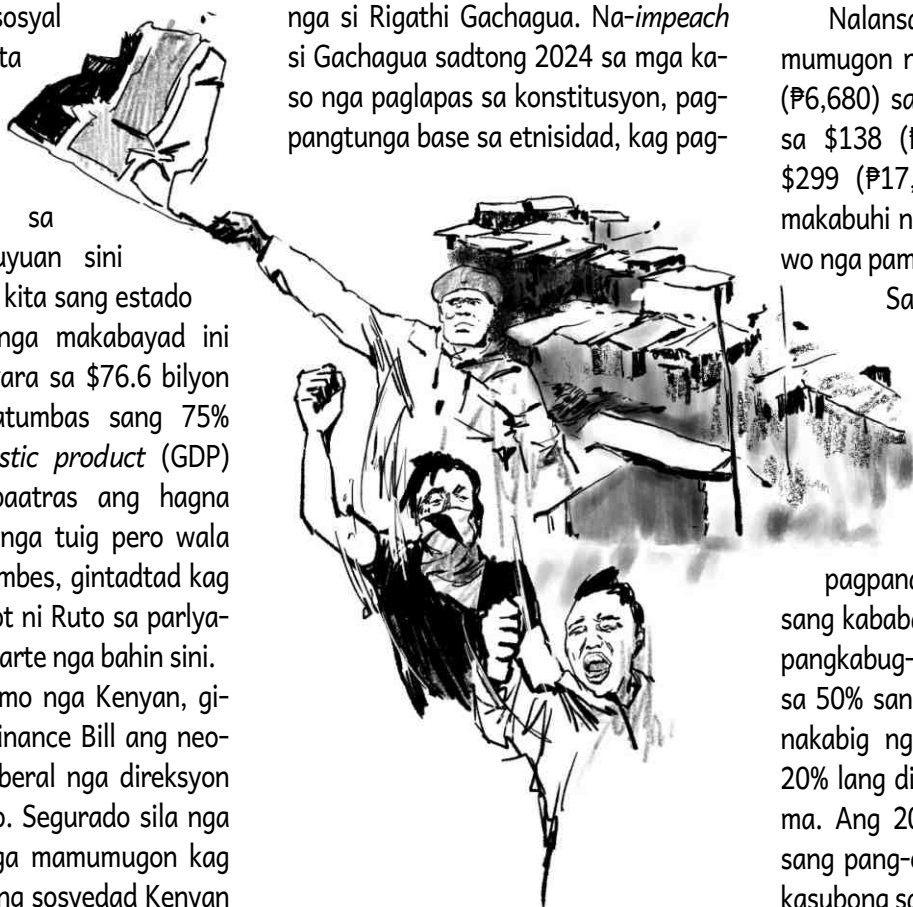 sosyal
ta
sa
uyuan sini
kita sang estado
nga makabayad ini
ara sa $76.6 bilyon
atumbas sang 75%
stic product (GDP)
paatras ang hagna
nga tuig pero wala
mbes, gintadtad kag
ot ni Ruto sa parlya-
arte nga bahin sini.
mo nga Kenyan, gi-
inance Bill ang neo-
beral nga direksyon
o. Segurado sila nga
ga mamumugon kag
ng sosyedad Kenyan
nga si Rigathi Gachagua. Na-impeach
si Gachagua sadtong 2024 sa mga ka-
so nga paglapas sa konstitusyon, pag-
pangtunga base sa etnisidad, kag pag-
Nalansa
mumugon n
(₱6,680) sa
sa $138 (₱
$299 (₱17,
makabuhi n
wo nga pam
Sa
pagpana
sang kababa
pangkabug-
sa 50% san
nakabig ng
20% lang di
ma. Ang 20
sang pang-
kasubong sa